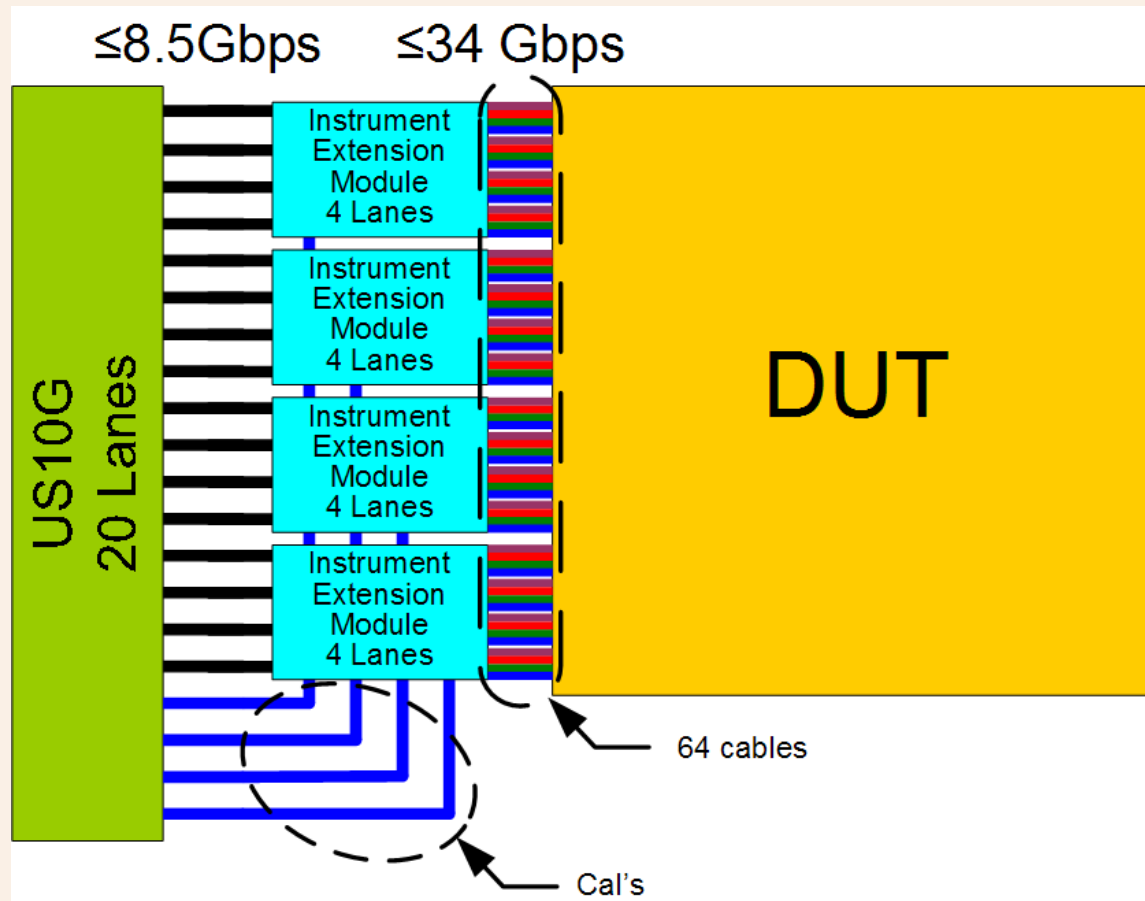 ≤8.5Gbps
≤34 Gbps
US10G
20 Lanes
Instrument
Extension
Module
4 Lanes
Instrument
Extension
Module
4 Lanes
Instrument
Extension
Module
4 Lanes
Instrument
Extension
Module
4 Lanes
DUT
64 cables
Cal's